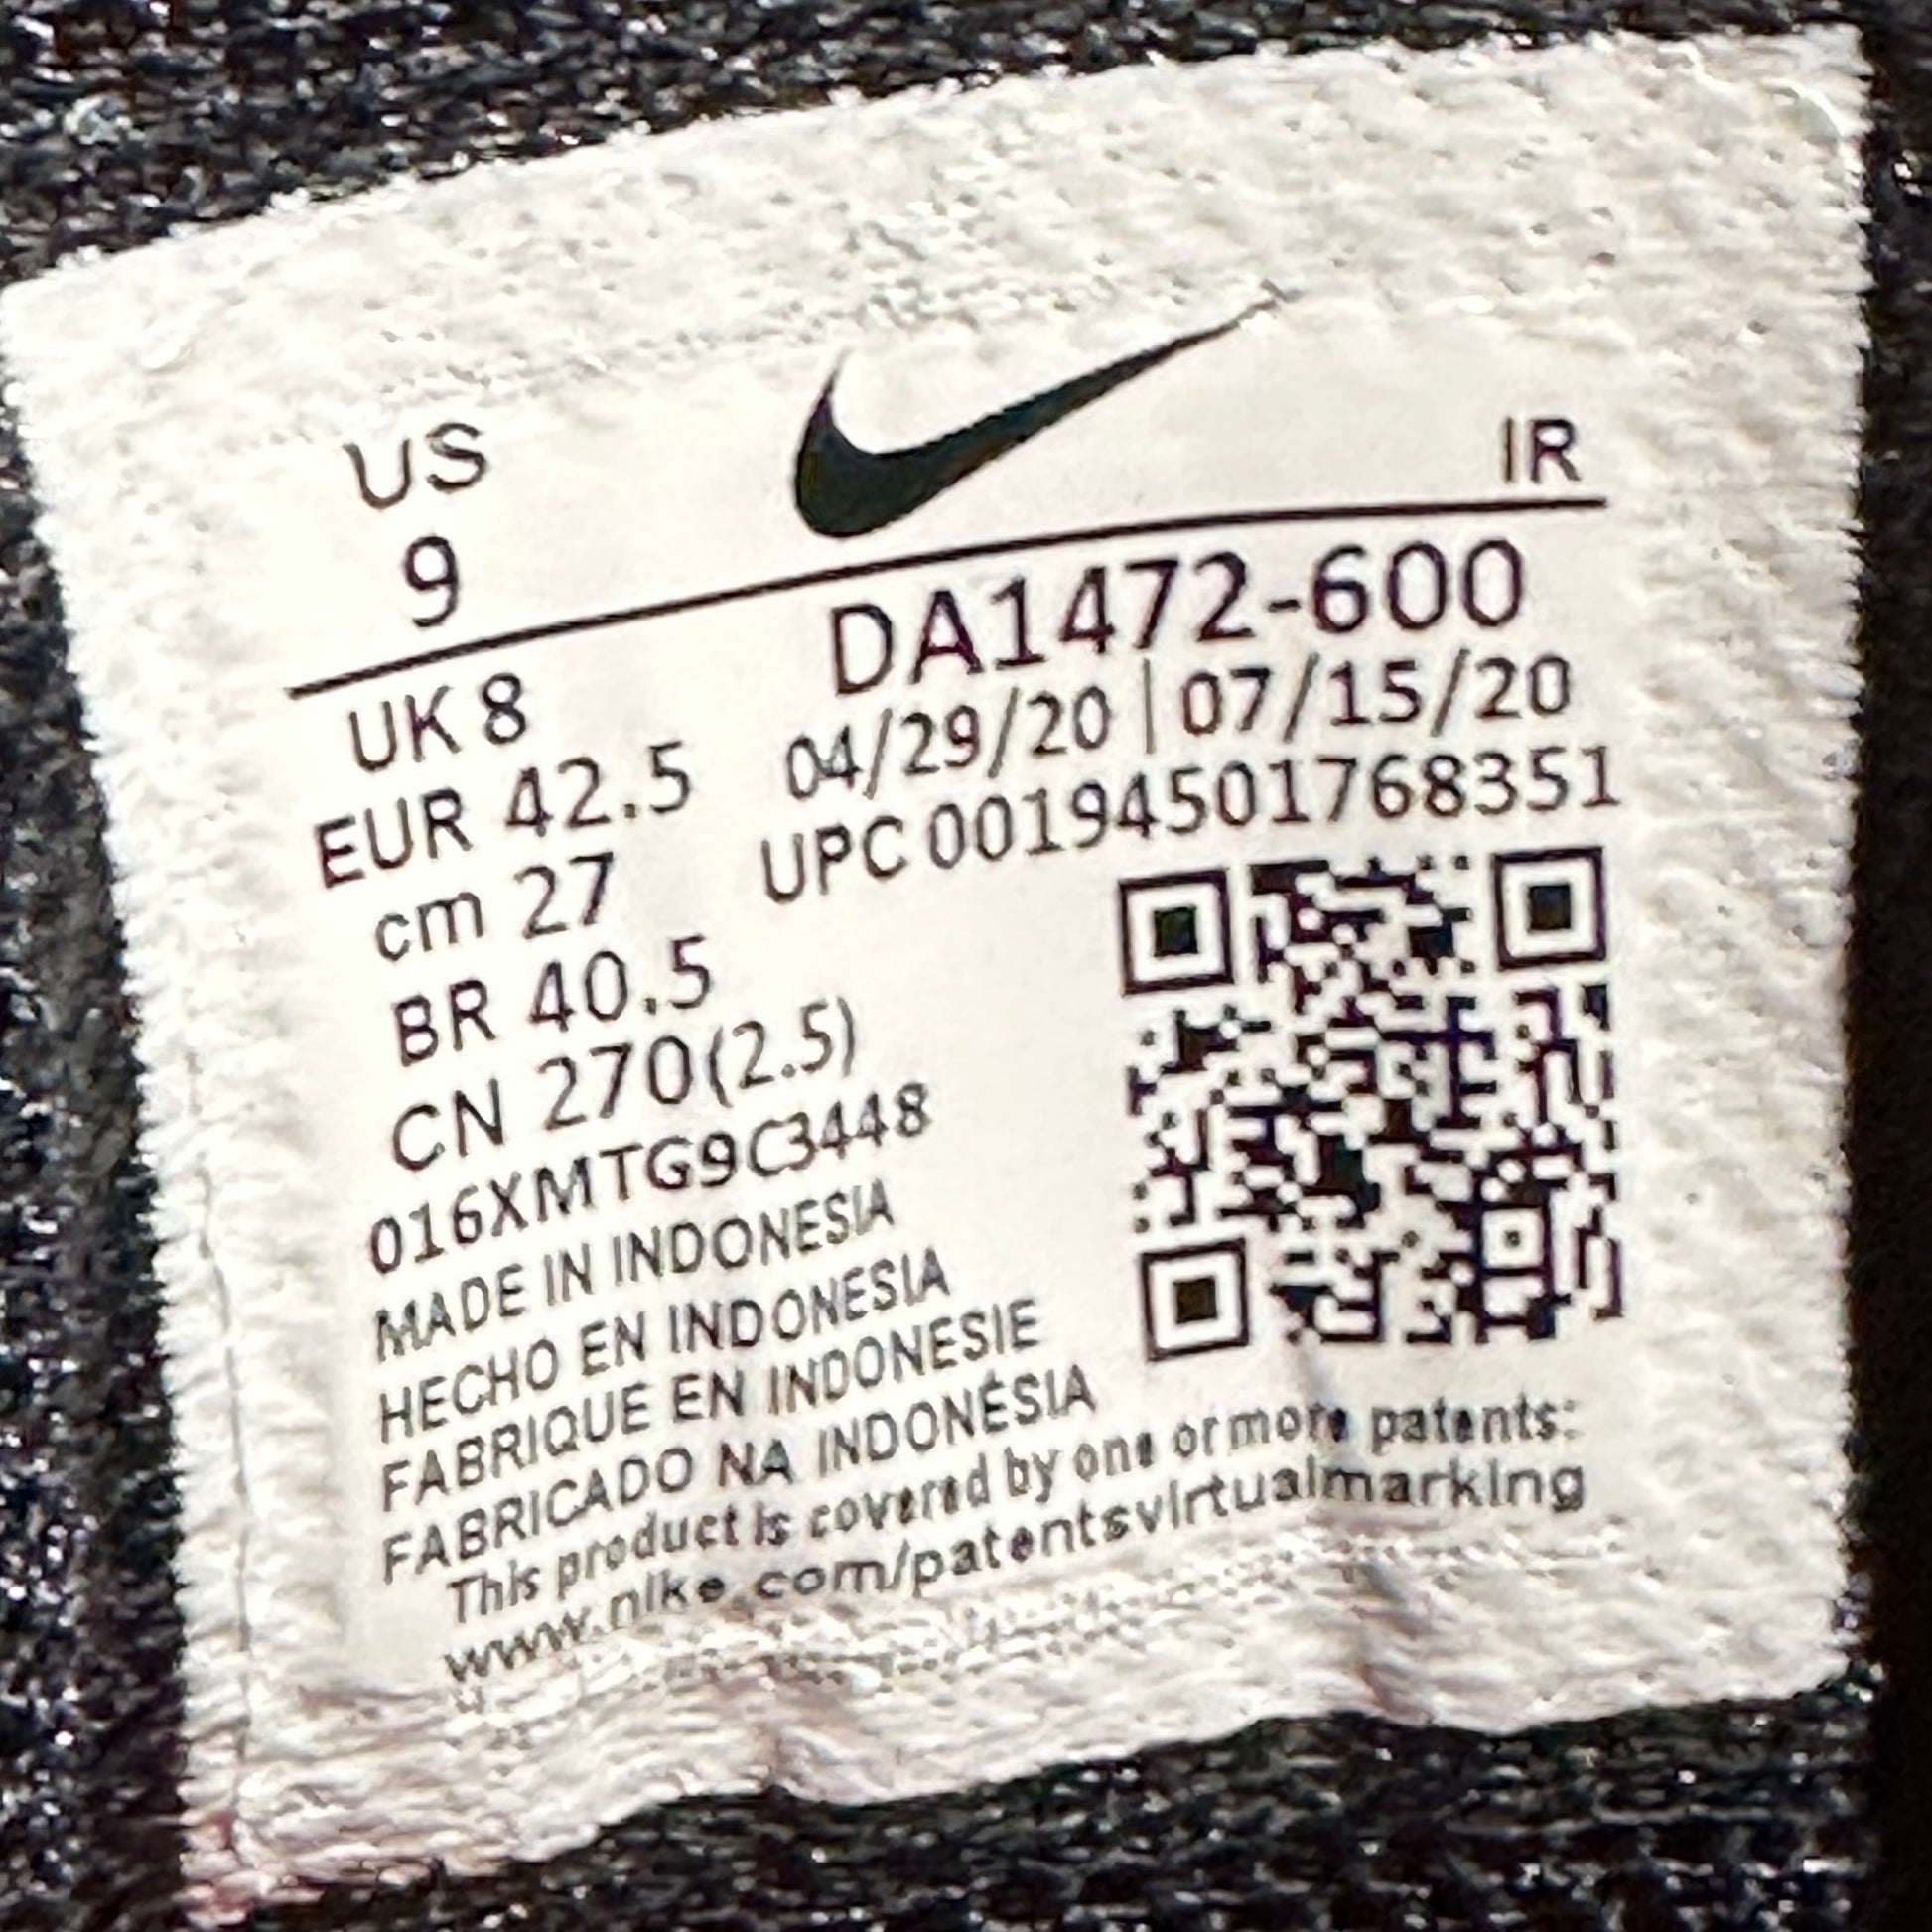 US
9
IR
UK 8
EUR 42.5
cm 27
BR 40.5
CN 270(2.5)
DA1472-600
04/29/20 | 07/15/20
UPC 00194501768351
016XMTG9C3448
MADE IN INDONESIA
HECHO EN INDONESIA
FABRIQUE EN INDONESIE
FABRICADO NA INDONÉSIA
This product is covered by one or more patents:
www.nike.com/patentsvirtualmarking